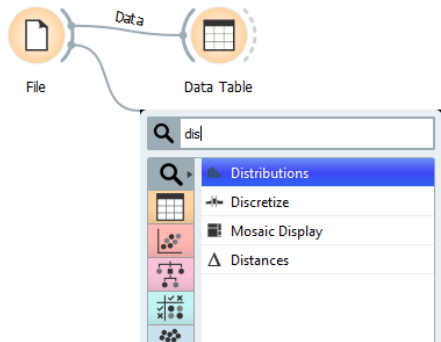 Data
File
Data Table
dis
Distributions
Discretize
Mosaic Display
Distances